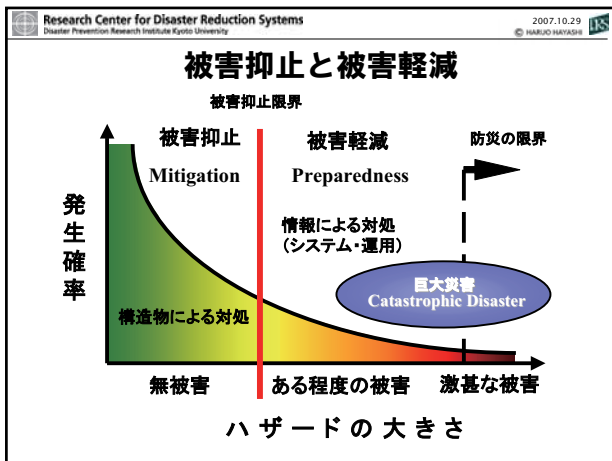 Research Center for Disaster Reduction Systems
Disaster Prevention Research Institute Kyoto University
2007.10.29
© HARUO HAYASHI
DRS
被害抑止と被害軽減
被害抑止限界
被害抑止
被害軽減
防災の限界
Mitigation
Preparedness
発生確率
情報による対処
(システム・運用)
巨大災害
Catastrophic Disaster
構造物による対処
無被害
ある程度の被害
激甚な被害
ハザードの大きさ